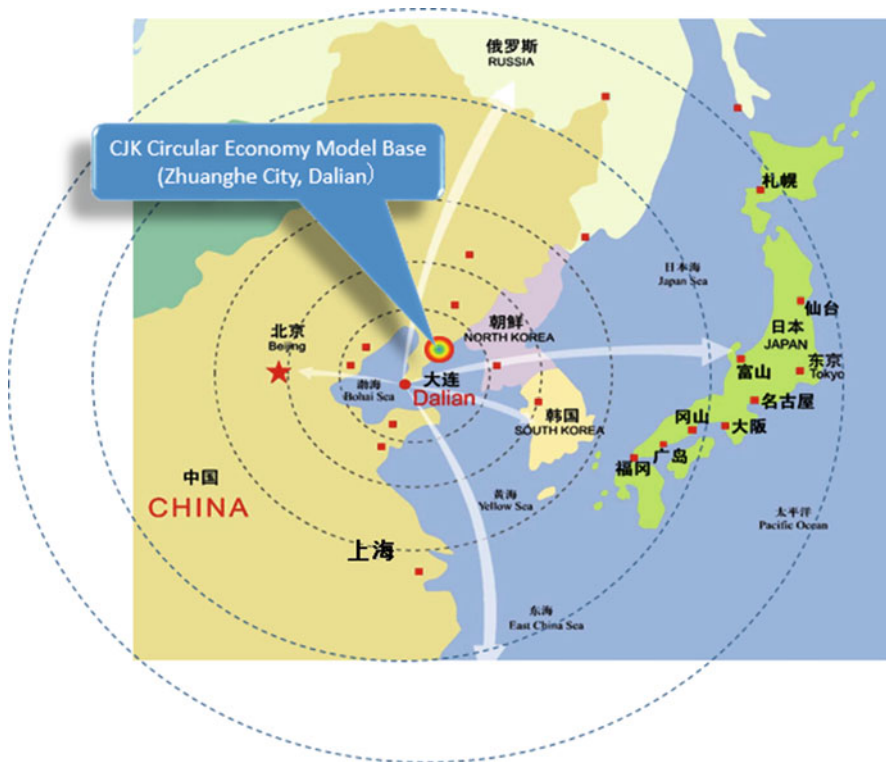 俄罗斯
RUSSIA
CJK Circular Economy Model Base
(Zhuanghe City, Dalian）
札幌
日本海
Japan Sea
仙台
日本
JAPAN
北京
Beijing
朝鲜
NORTH KOREA
富山
东京
Tokyo
渤海
Bohai Sea
大连
Dalian
名古屋
韩国
SOUTH KOREA
冈山
大阪
广岛
福冈
中国
CHINA
黄海
Yellow Sea
太平洋
Pacific Ocean
上海
东海
East China Sea